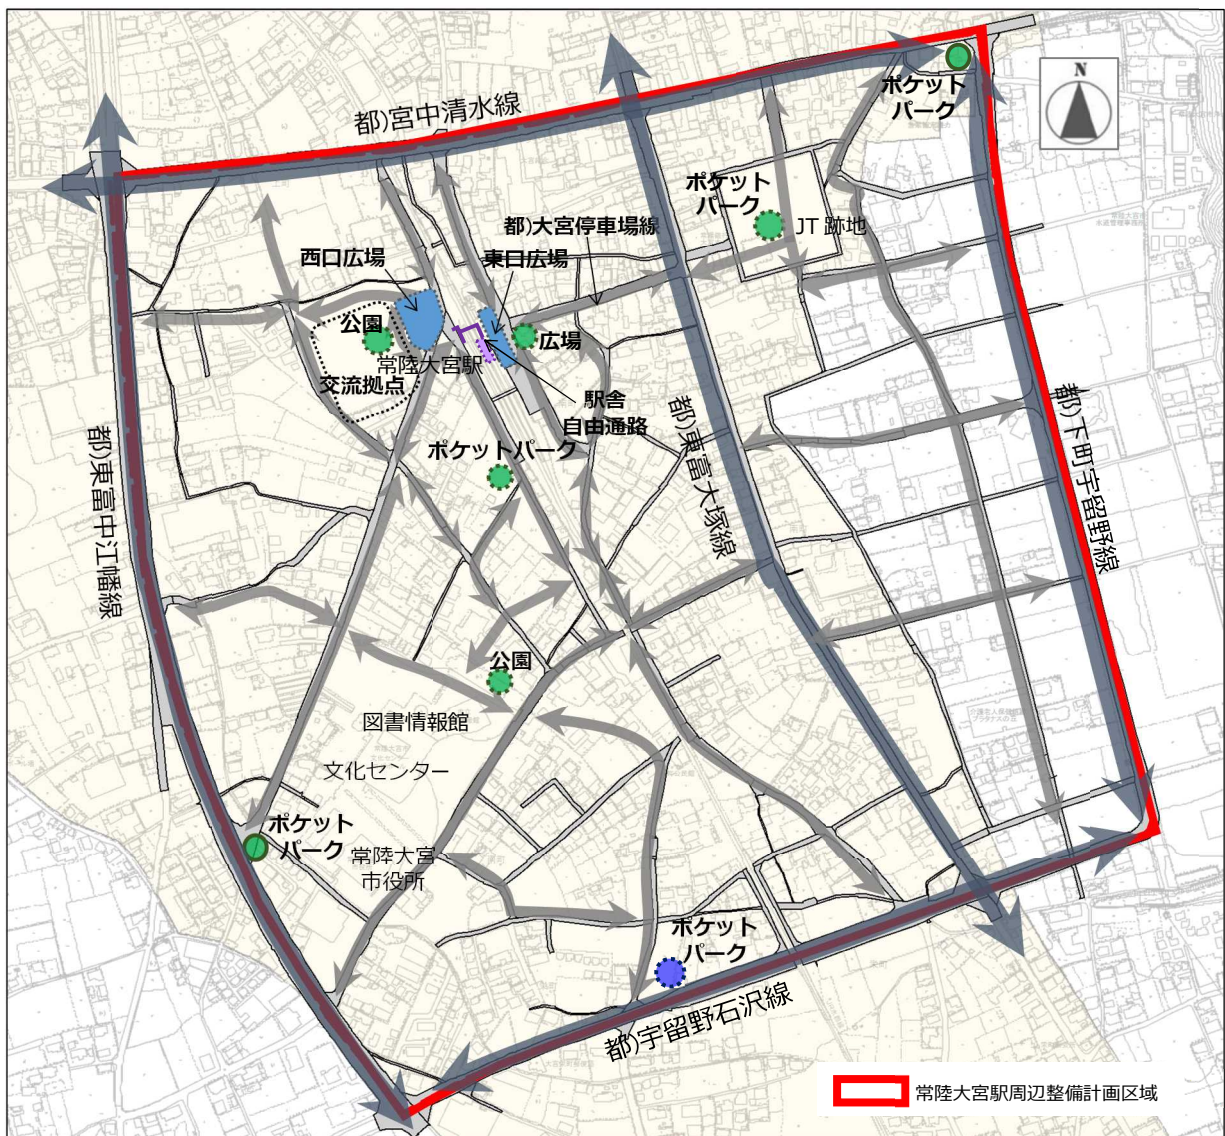 ポケット
パーク
N
都)宮中清水線
ポケット
パーク
都)大宮停車場線
JT跡地
西口広場
東口広場
公園
広場
常陸大宮駅
交流拠点
駅舎
自由通路
都)東富大塚線
都)下町宇留野線
都)東富中江幡線
ポケットパーク
公園
図書情報館
文化センター
ポケット
パーク
常陸大宮
市役所
ポケット
パーク
都)宇留野石沢線
常陸大宮駅周辺整備計画区域